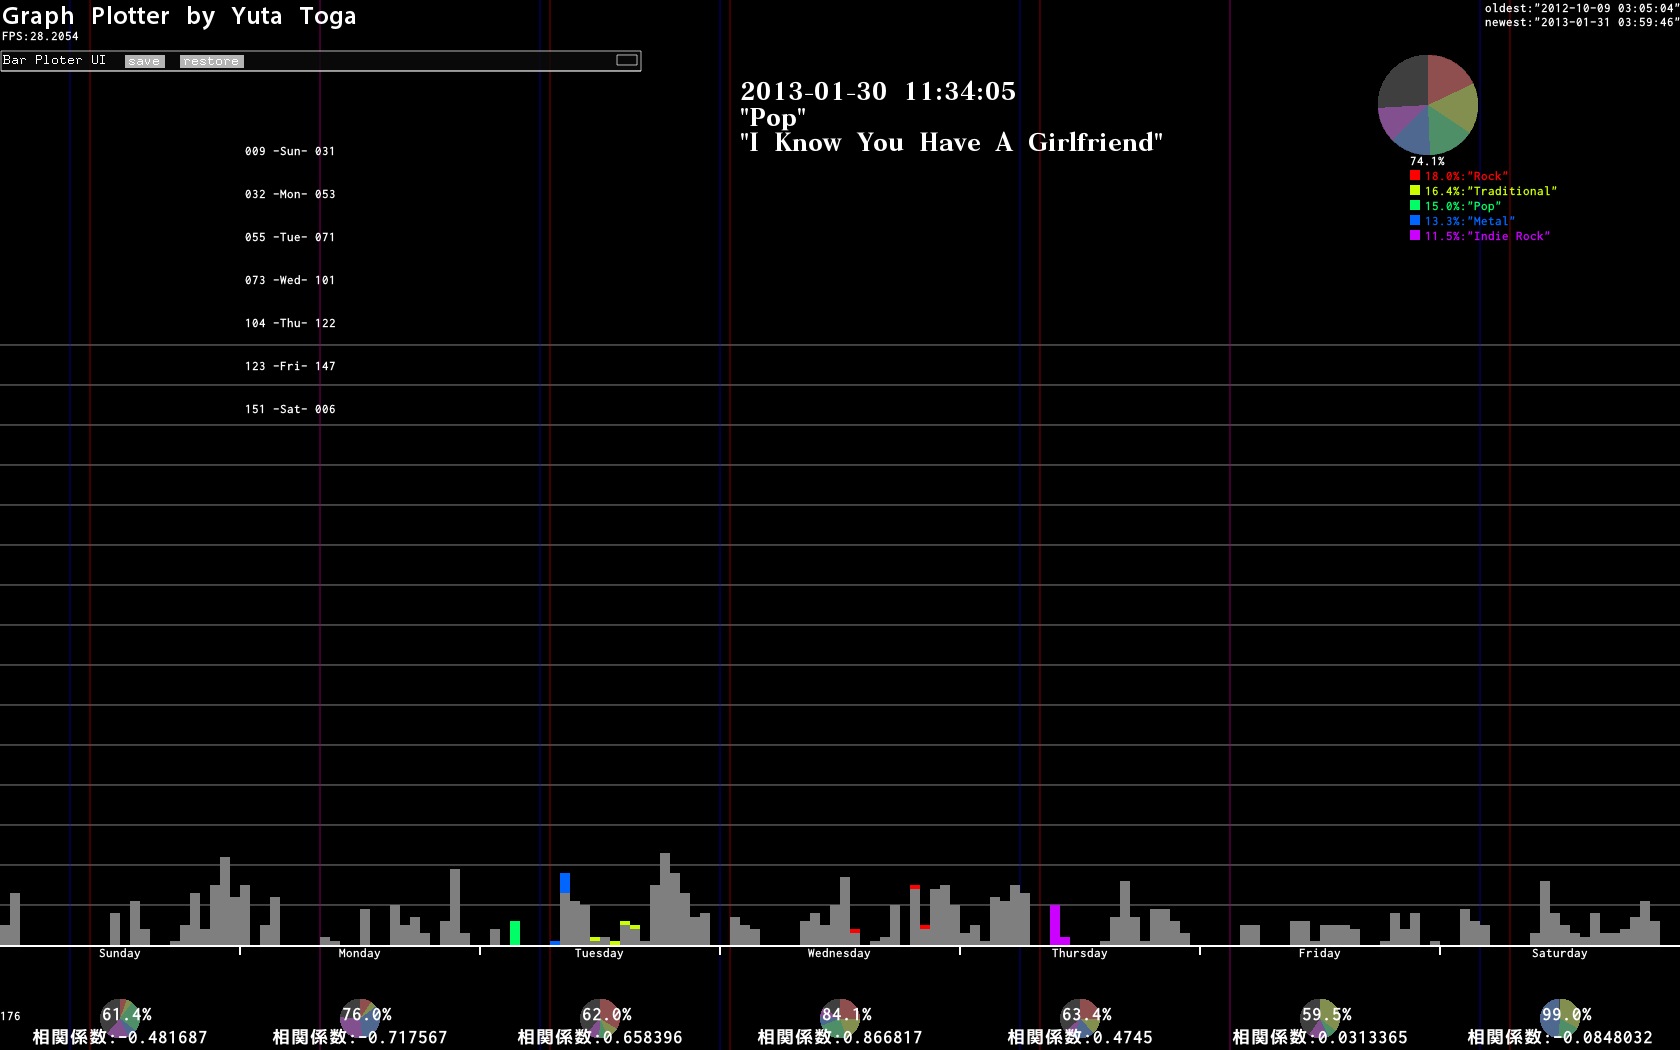 Graph Plotter by Yuta Toga
FPS:28.2054
oldest:"2012-10-09 03:05:04"
newest:"2013-01-31 03:59:46"
Bar Ploter UI save restore
2013-01-30 11:34:05
"Pop"
"I Know You Have A Girlfriend"
009 -Sun- 031
032 -Mon- 053
055 -Tue- 071
073 -Wed- 101
104 -Thu- 122
123 -Fri- 147
151 -Sat- 006
74.1%
18.0%:"Rock"
16.4%:"Traditional"
15.0%:"Pop"
13.3%:"Metal"
11.5%:"Indie Rock"
Sunday Monday Tuesday Wednesday Thursday Friday Saturday
176 61.4% 76.0% 62.0% 84.1% 63.4% 59.5% 99.0%
相関係数:-0.481687 相関係数:-0.717567 相関係数:0.658396 相関係数:0.866817 相関係数:0.4745 相関係数:0.0313365 相関係数:-0.0848032